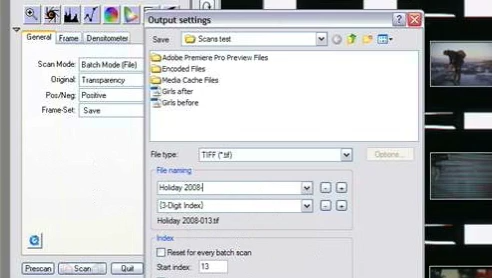 Output settings
Save
Scans test
General
Frame
Densitometer
Adobe Premiere Pro Preview Files
Encoded Files
Media Cache Files
Girls after
Girls before
Scan Mode: Batch Mode (File)
Original: Transparency
Pos/Neg: Positive
Frame-Set: Save
File type: TIFF (*.tif)
Options...
File naming
Holiday 2008-
(3-Digit Index)
Holiday 2008-013.tif
Index
Reset for every batch scan
Start index: 13
Prescan
Scan
Quit